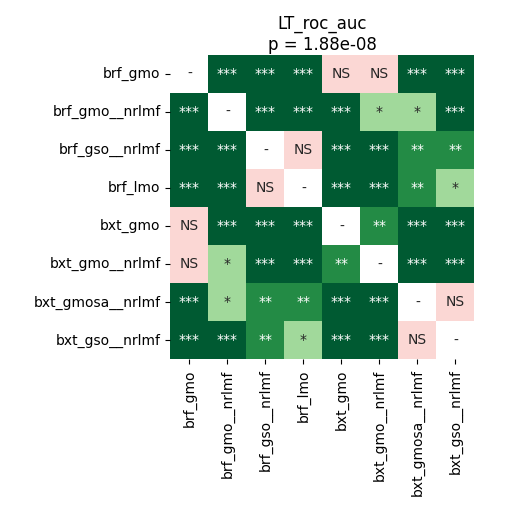 LT_roc_auc
p = 1.88e-08
brf_gmo - *** *** *** NS NS *** ***
brf_gmo__nrlmf *** - *** *** *** * * ***
brf_gso__nrlmf *** *** - NS *** *** ** **
brf_lmo *** *** NS - *** *** ** *
bxt_gmo NS *** *** *** - ** *** ***
bxt_gmo__nrlmf NS * *** *** ** - *** ***
bxt_gmosa__nrlmf *** * ** ** *** *** - NS
bxt_gso__nrlmf *** *** ** * *** *** NS -
brf_gmo
brf_gmo__nrlmf
brf_gso__nrlmf
brf_lmo
bxt_gmo
bxt_gmo__nrlmf
bxt_gmosa__nrlmf
bxt_gso__nrlmf